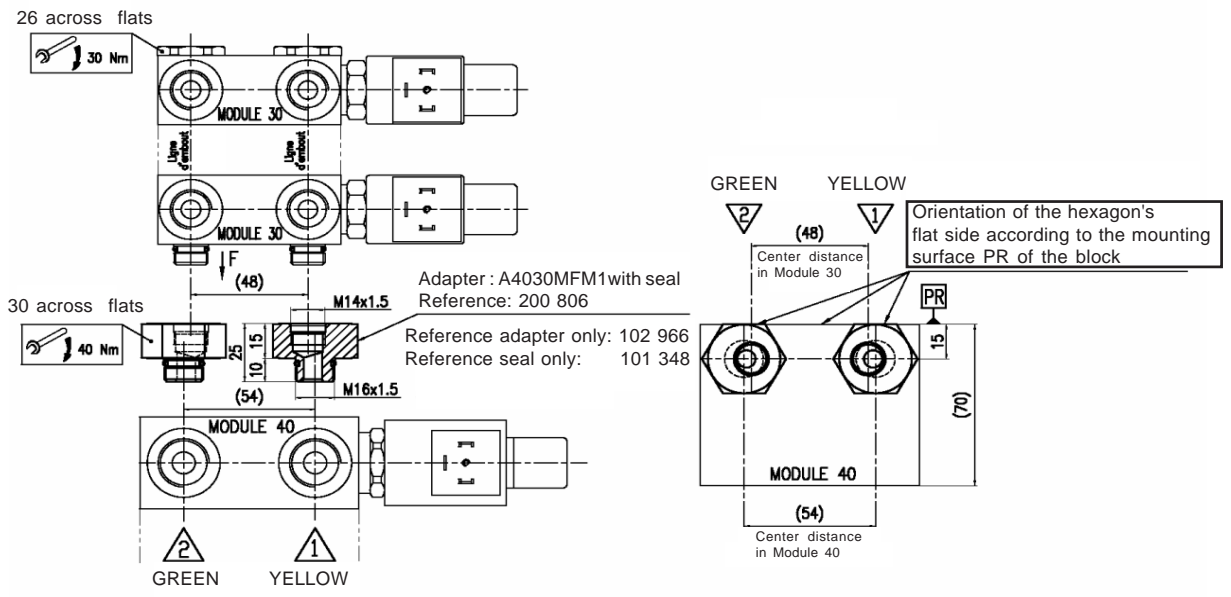 26 across flats
30 Nm
MODULE 30
Ligne
d'embout
Ligne
d'embout
MODULE 30
F
(48)
30 across flats
40 Nm
M14x1.5
25
15
10
M16x1.5
(54)
Adapter : A4030MFM1 with seal
Reference: 200 806
Reference adapter only: 102 966
Reference seal only: 101 348
MODULE 40
2
1
GREEN
YELLOW
GREEN
YELLOW
2
1
(48)
Center distance
in Module 30
Orientation of the hexagon's
flat side according to the mounting
surface PR of the block
PR
15
(70)
MODULE 40
(54)
Center distance
in Module 40